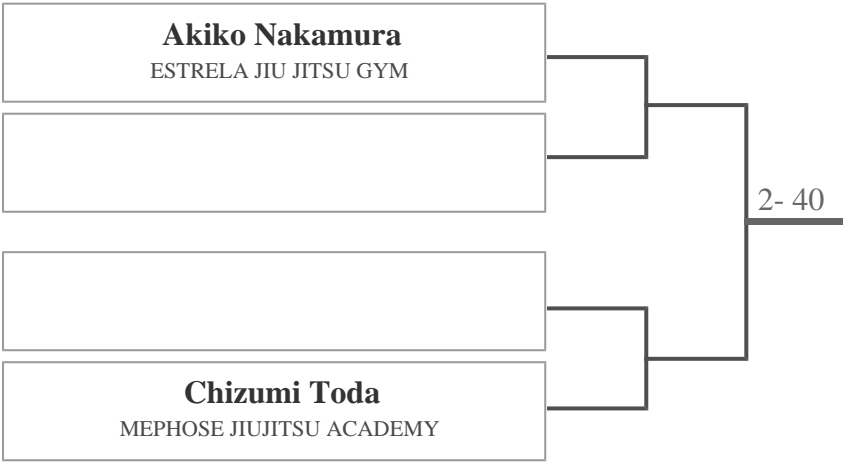 Akiko Nakamura
ESTRELA JIU JITSU GYM
2- 40
Chizumi Toda
MEPHOSE JIUJITSU ACADEMY